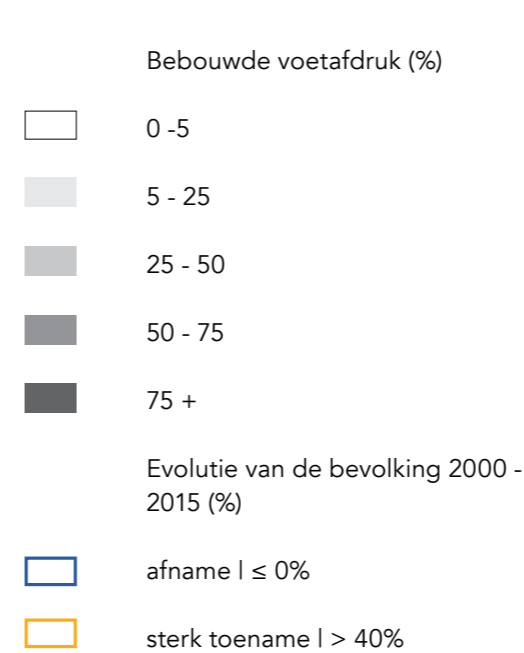 Bebouwde voetafdruk (%)
0 -5
5 - 25
25 - 50
50 - 75
75 +
Evolutie van de bevolking 2000 -
2015 (%)
afname l ≤ 0%
sterk toename l > 40%